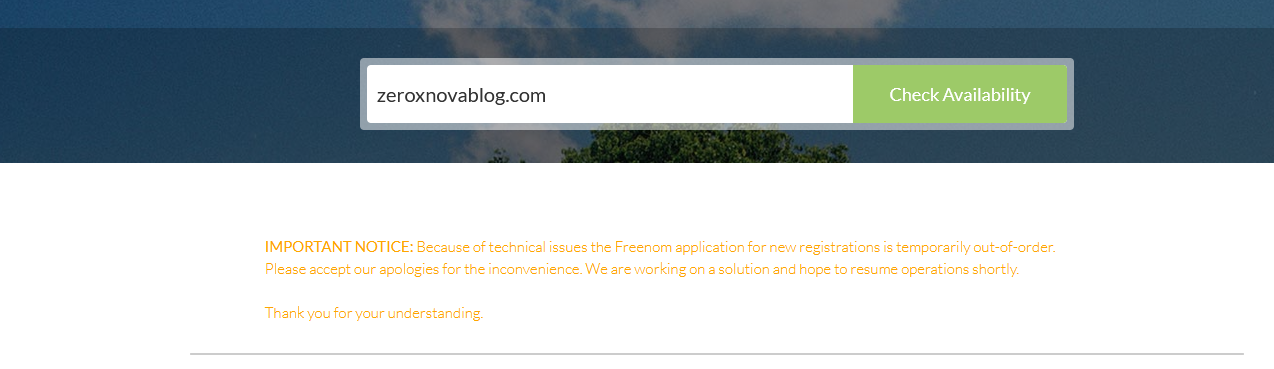 zeroxnovablog.com
Check Availability
IMPORTANT NOTICE: Because of technical issues the Freenom application for new registrations is temporarily out-of-order.
Please accept our apologies for the inconvenience. We are working on a solution and hope to resume operations shortly.
Thank you for your understanding.